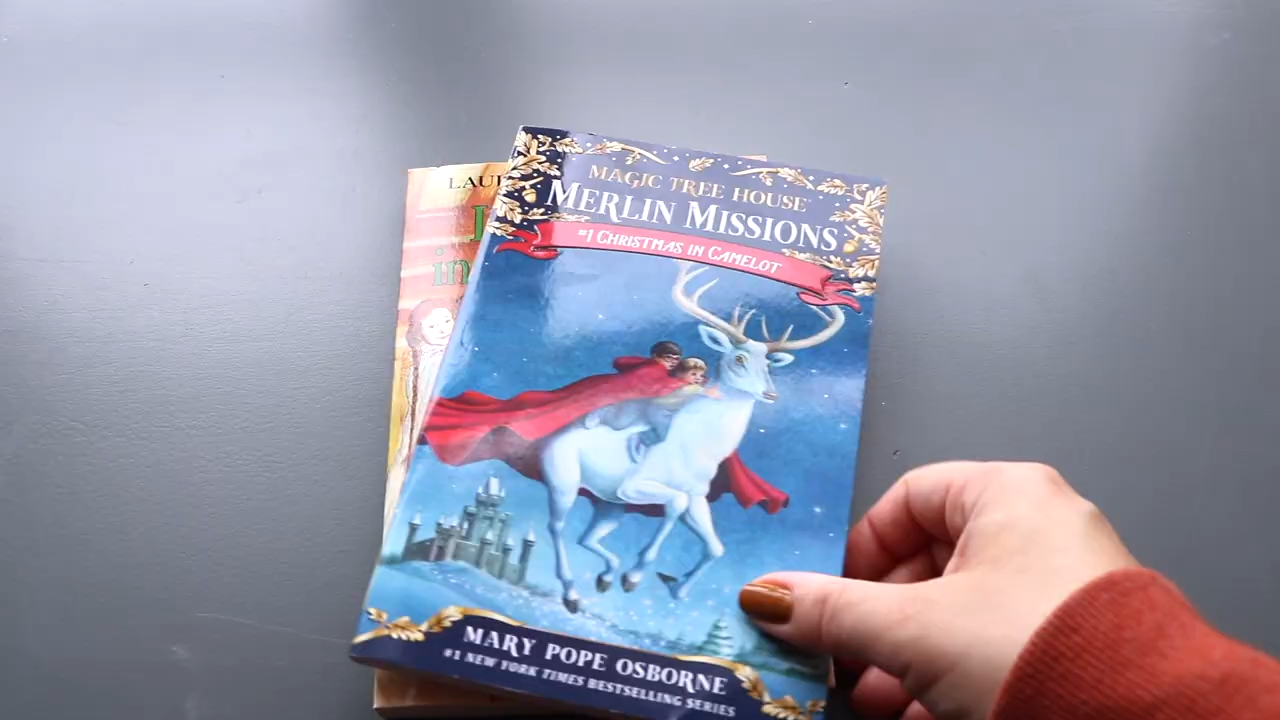 MAGIC TREE HOUSE
MERLIN MISSIONS
#1 CHRISTMAS IN CAMELOT
MARY POPE OSBORNE
#1 NEW YORK TIMES BESTSELLING SERIES
LAU
in